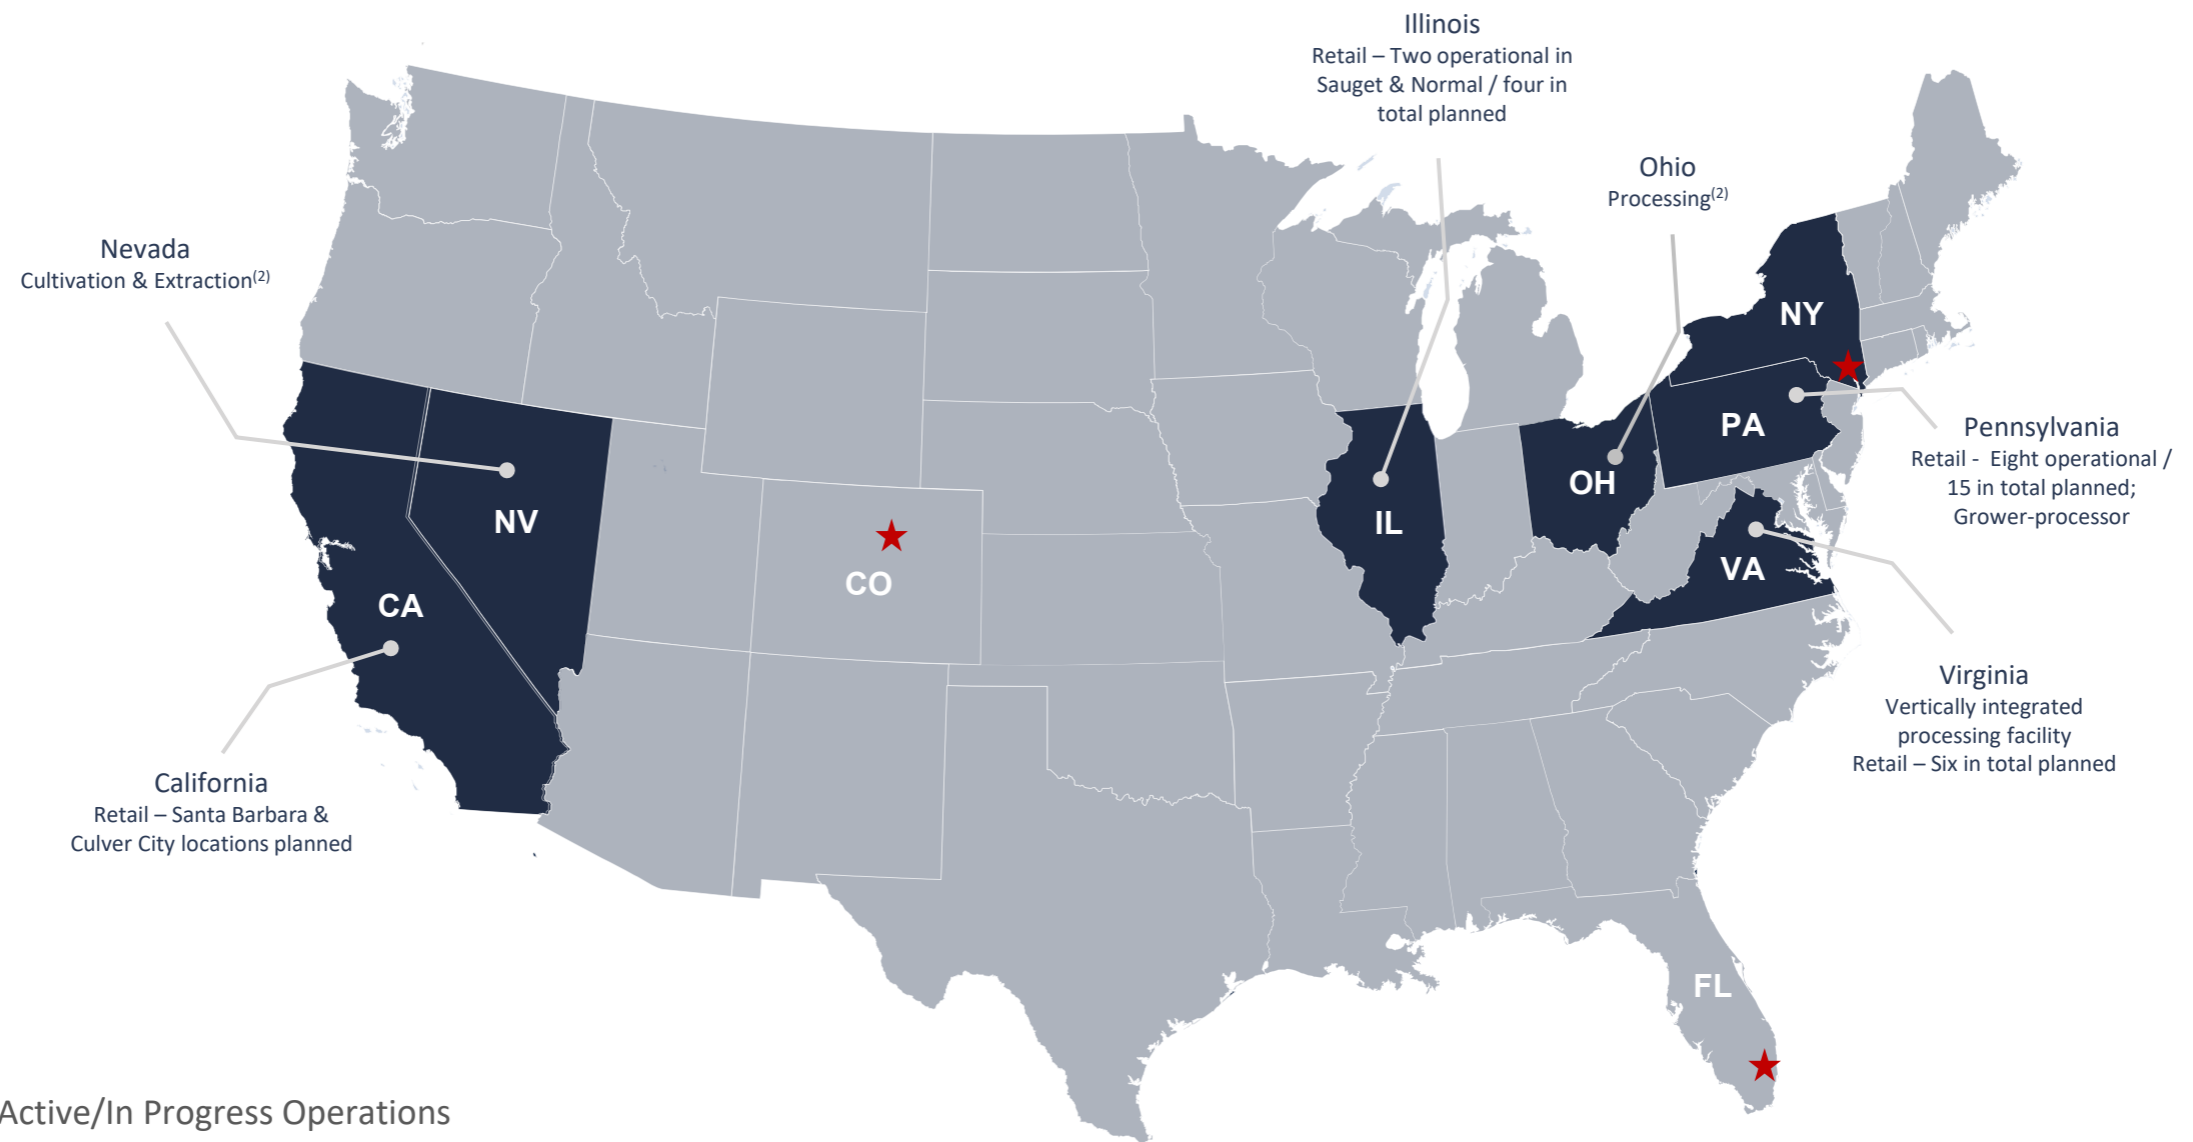 Illinois
Retail – Two operational in
Sauget & Normal / four in
total planned
Ohio
Processing(2)
Nevada
Cultivation & Extraction(2)
NY
PA
Pennsylvania
Retail - Eight operational /
15 in total planned;
Grower-processor
OH
NV
IL
VA
CO
CA
Virginia
Vertically integrated
processing facility
Retail – Six in total planned
California
Retail – Santa Barbara &
Culver City locations planned
FL
Active/In Progress Operations